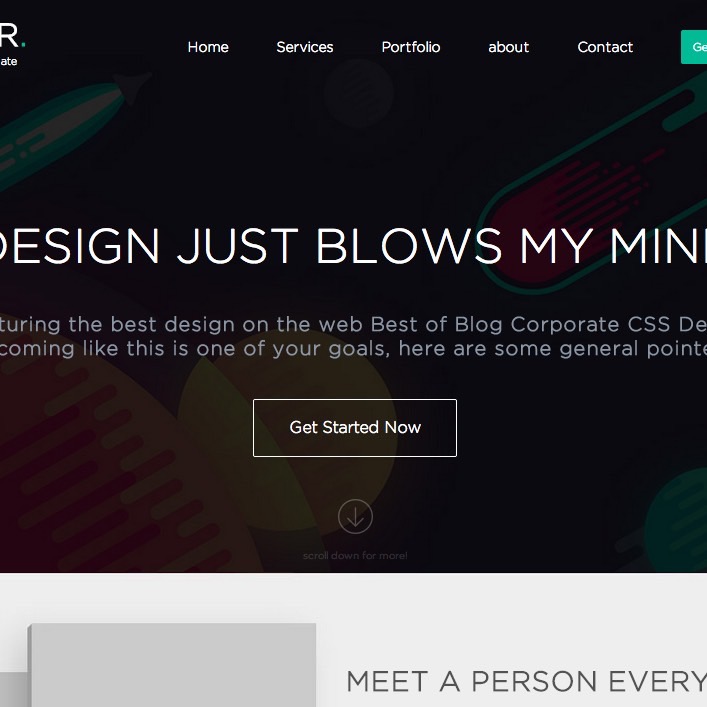 R.
ate
Home Services Portfolio about Contact Ge
DESIGN JUST BLOWS MY MIN
turing the best design on the web Best of Blog Corporate CSS De
coming like this is one of your goals, here are some general pointe
Get Started Now
scroll down for more!
MEET A PERSON EVERY